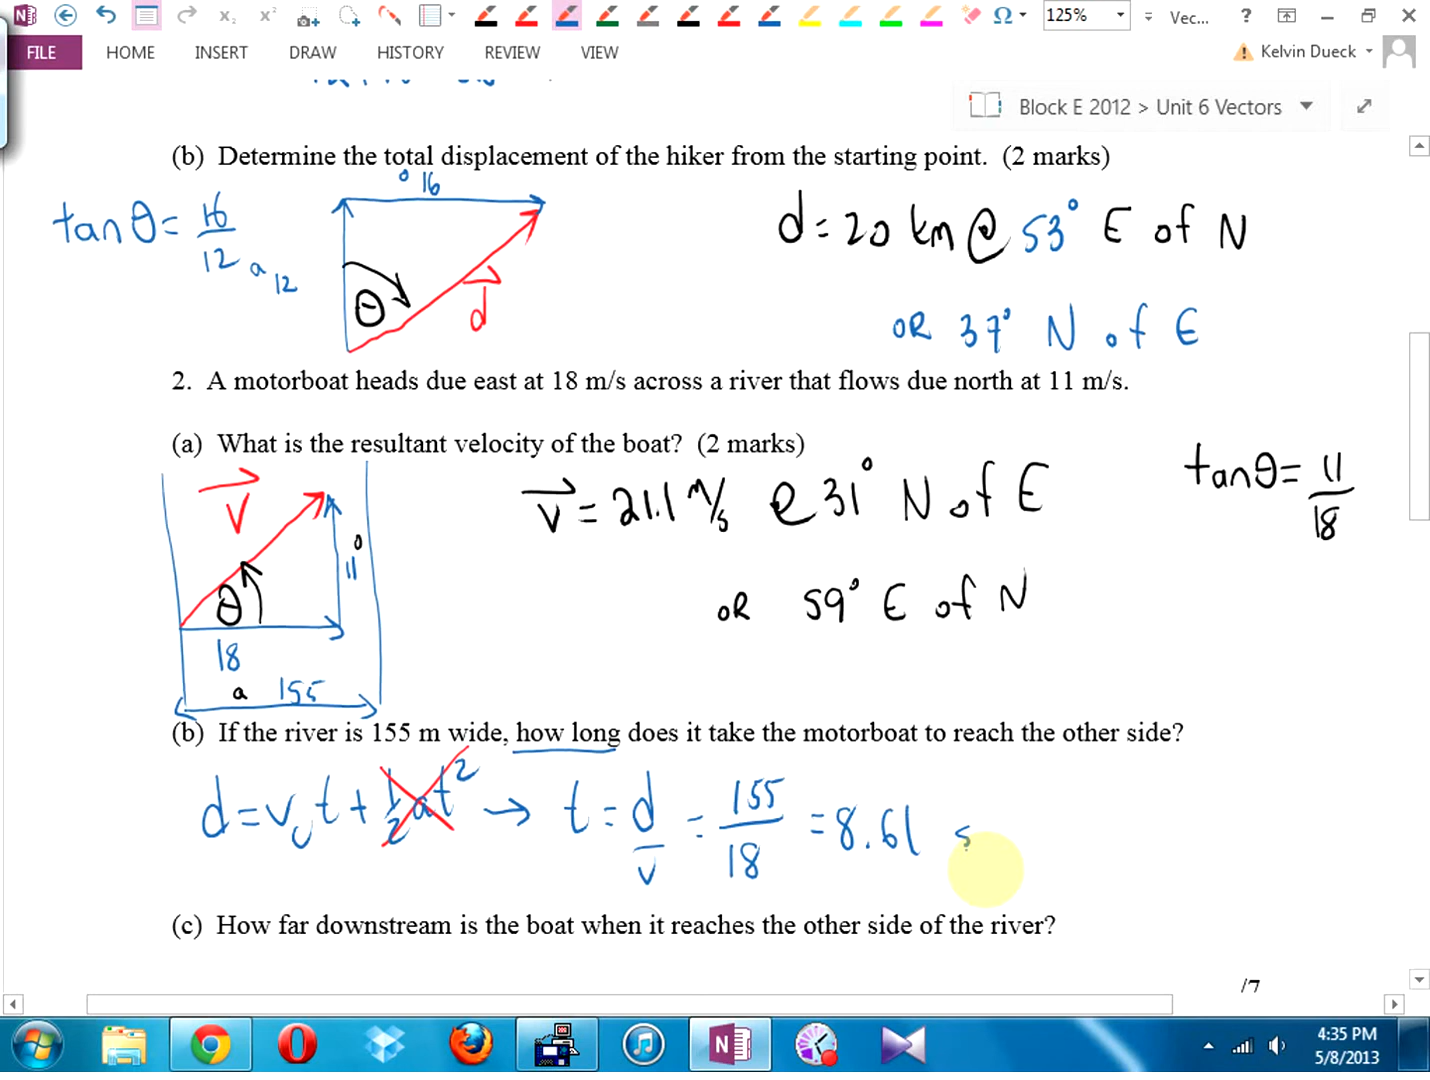 125%
Vec...
?
FILE HOME INSERT DRAW HISTORY REVIEW VIEW
Kelvin Dueck
Block E 2012 > Unit 6 Vectors
(b) Determine the total displacement of the hiker from the starting point. (2 marks)
o 16
tanθ = 16/12
a 12
θ
d
d = 20 km @ 53° E of N
OR 37° N of E
2. A motorboat heads due east at 18 m/s across a river that flows due north at 11 m/s.
(a) What is the resultant velocity of the boat? (2 marks)
v
v = 21.1 m/s @ 31° N of E
tanθ = 11/18
o
11
θ
OR 59° E of N
18
a 155
(b) If the river is 155 m wide, how long does it take the motorboat to reach the other side?
d = v₀t + ½at² → t = d/v = 155/18 = 8.61 s
(c) How far downstream is the boat when it reaches the other side of the river?
/7
4:35 PM
5/8/2013